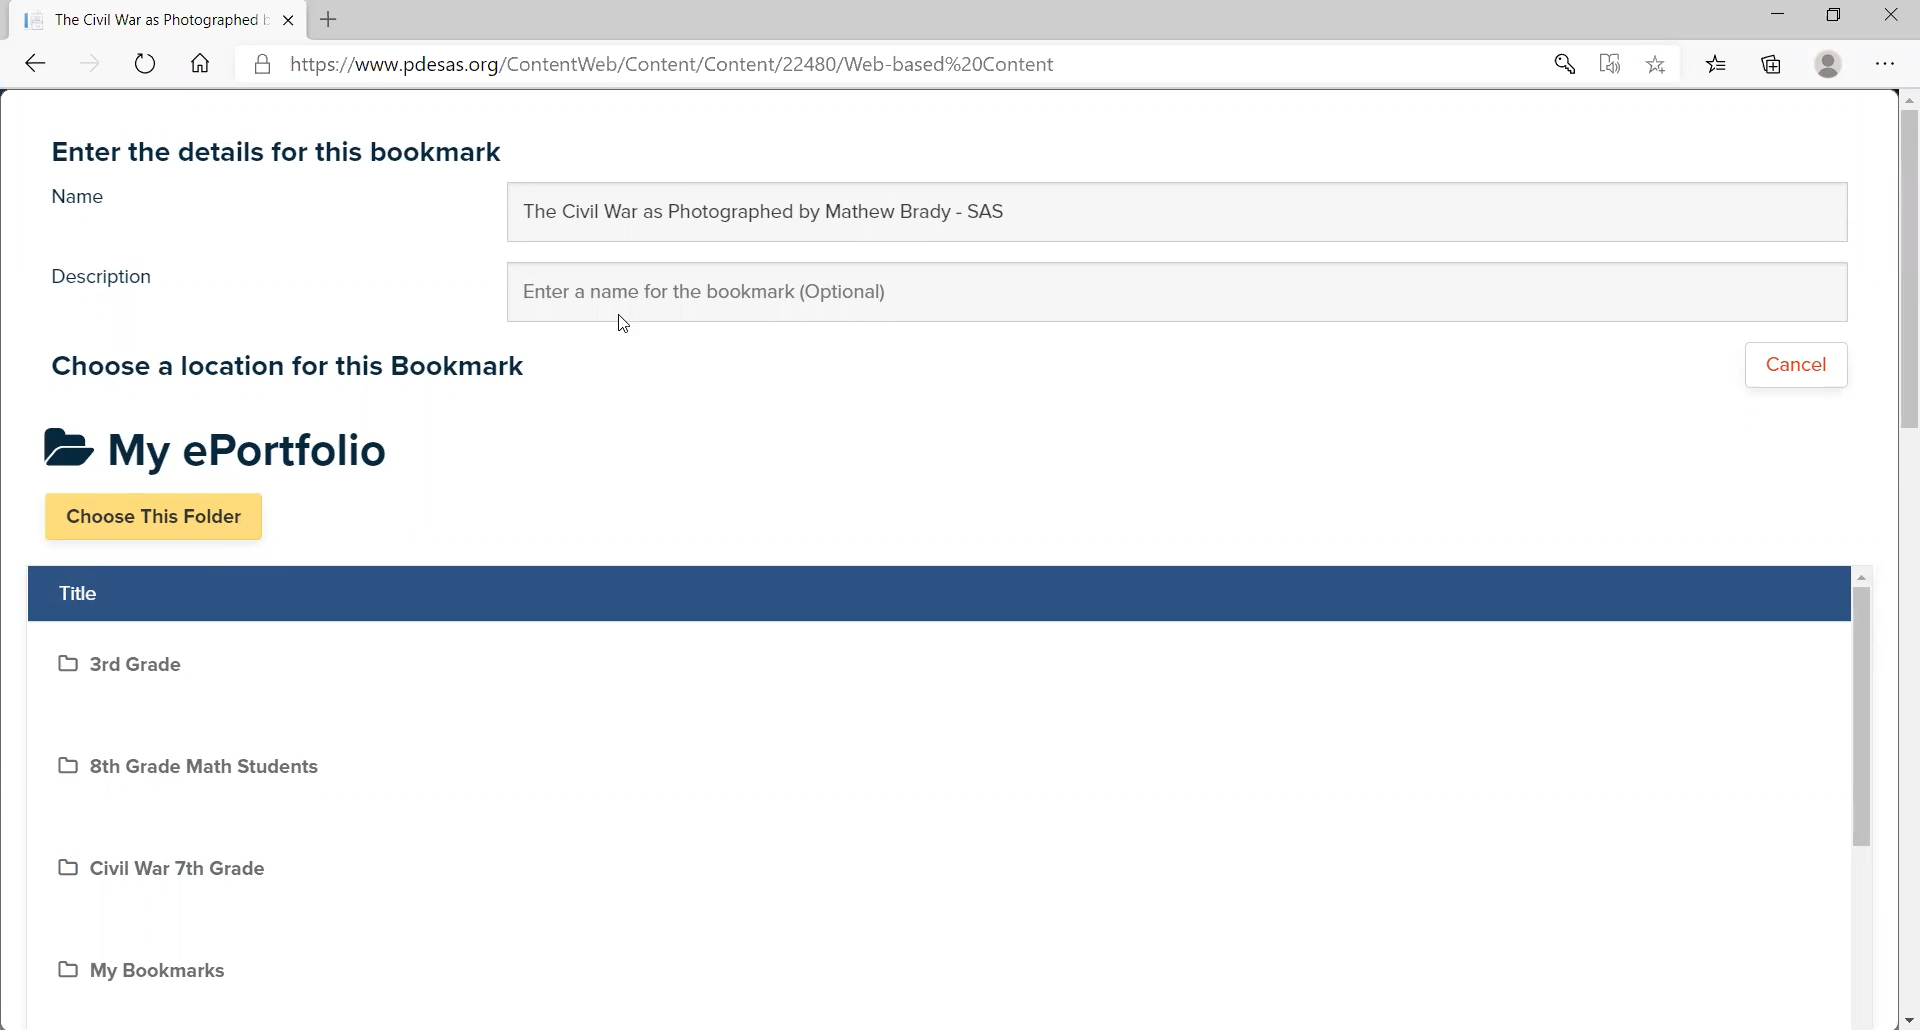 The Civil War as Photographed b
https://www.pdesas.org/ContentWeb/Content/Content/22480/Web-based%20Content
Enter the details for this bookmark
Name
The Civil War as Photographed by Mathew Brady - SAS
Description
Enter a name for the bookmark (Optional)
Choose a location for this Bookmark
Cancel
My ePortfolio
Choose This Folder
Title
3rd Grade
8th Grade Math Students
Civil War 7th Grade
My Bookmarks